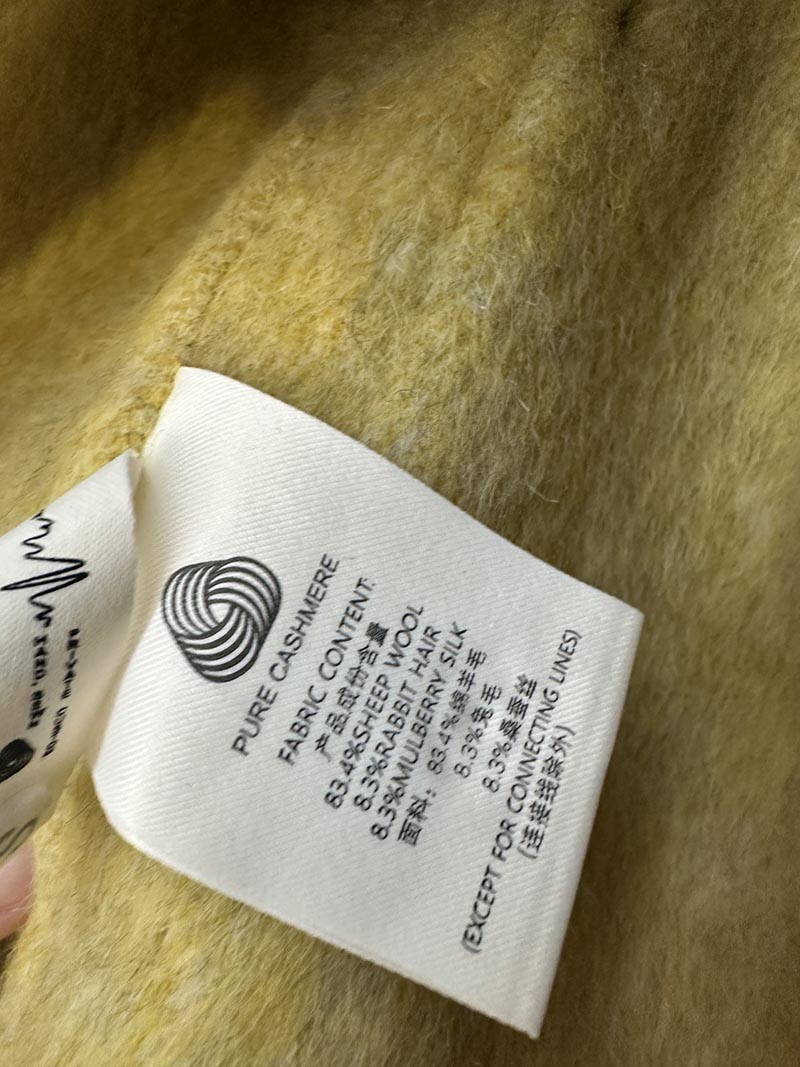 PURE CASHMERE
FABRIC CONTENT:
产品成份含量
83.4%SHEEP WOOL
8.3%RABBIT HAIR
8.3%MULBERRY SILK
面料：83.4%绵羊毛
8.3%兔毛
8.3%桑蚕丝
(EXCEPT FOR CONNECTING LINES)
(连接线除外)